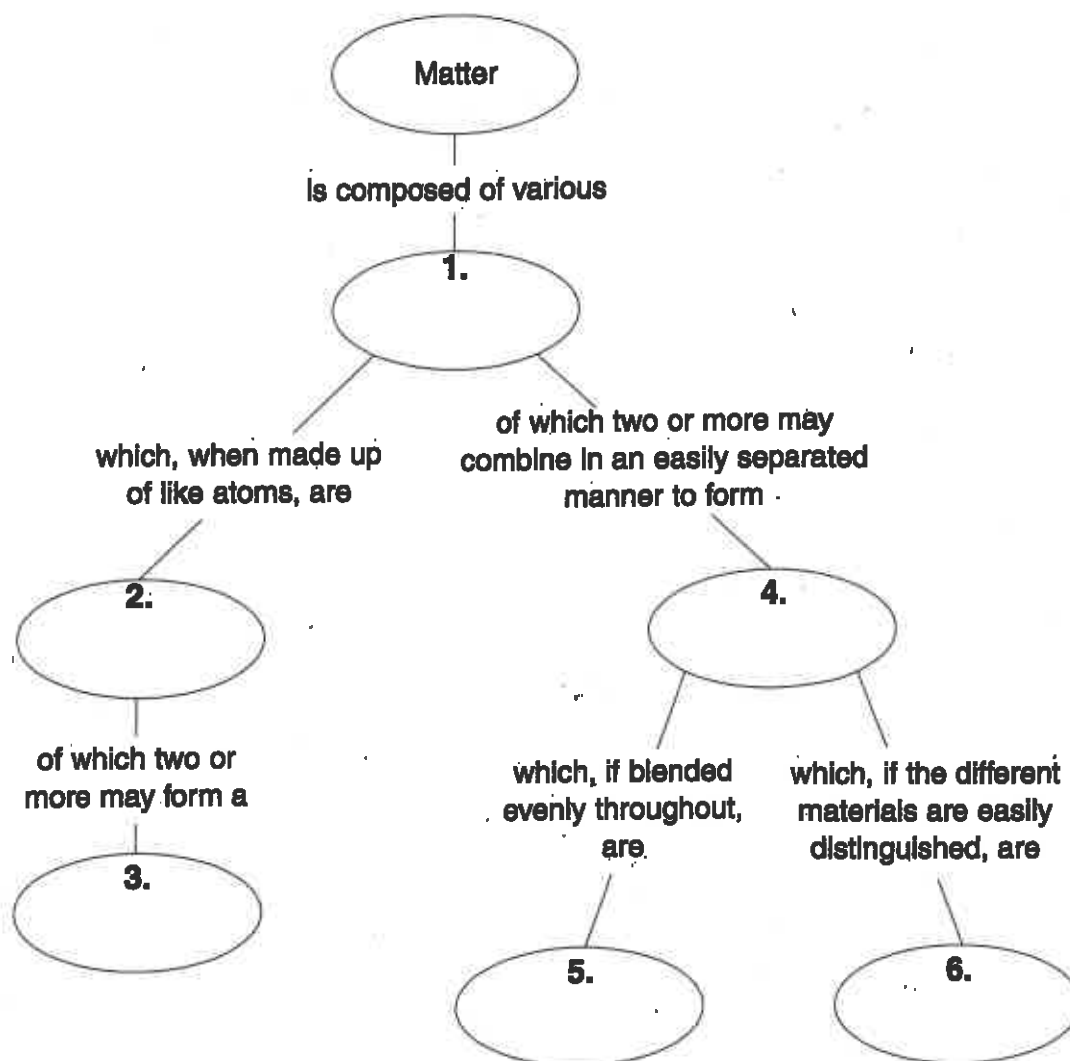 Matter
is composed of various
1.
which, when made up
of like atoms, are
of which two or more may
combine in an easily separated
manner to form
2.
4.
of which two or
more may form a
which, if blended
evenly throughout,
are
which, if the different
materials are easily
distinguished, are
3.
5.
6.